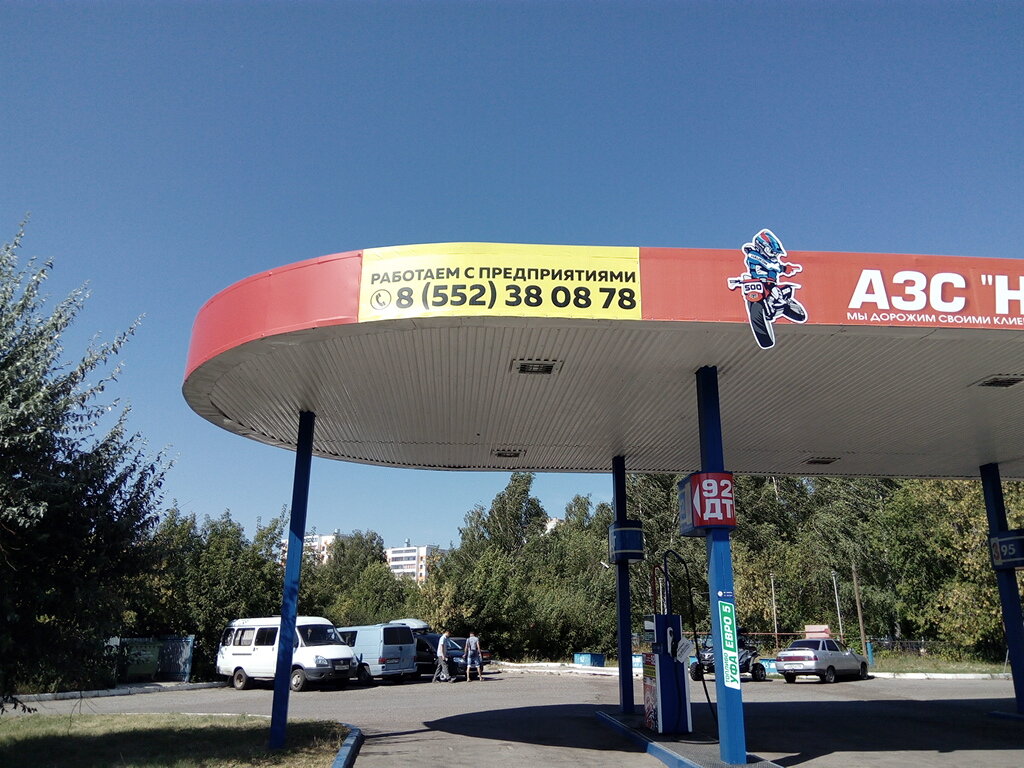 РАБОТАЕМ С ПРЕДПРИЯТИЯМИ
8 (552) 38 08 78
500
АЗС "Н
МЫ ДОРОЖИМ СВОИМИ КЛИЕ
92
ДТ
95
УФА ЕВРО 5